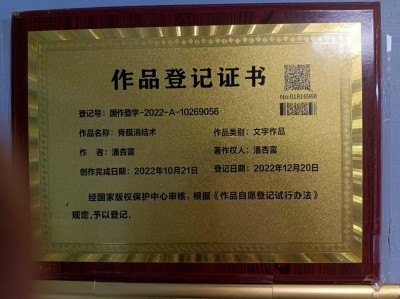 作品登记证书
No:01816968
登记号：国作登字-2022-A-10269056
作品名称：骨膜消结术 作品类别：文字作品
作 者：潘杏富 著作权人：潘杏富
创作完成日期：2022年10月21日 登记日期：2022年12月20日
经国家版权保护中心审核，根据《作品自愿登记试行办法》
规定，予以登记。